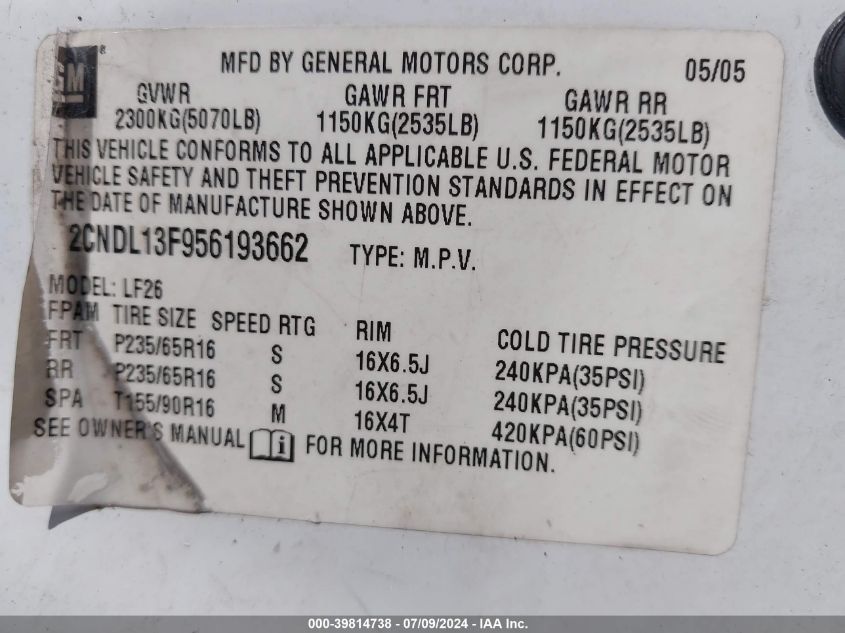 GM®
MFD BY GENERAL MOTORS CORP. 05/05
GVWR GAWR FRT GAWR RR
2300KG(5070LB) 1150KG(2535LB) 1150KG(2535LB)
THIS VEHICLE CONFORMS TO ALL APPLICABLE U.S. FEDERAL MOTOR
VEHICLE SAFETY AND THEFT PREVENTION STANDARDS IN EFFECT ON
THE DATE OF MANUFACTURE SHOWN ABOVE.
2CNDL13F956193662 TYPE: M.P.V.
MODEL: LF26
FPAM TIRE SIZE SPEED RTG RIM COLD TIRE PRESSURE
FRT P235/65R16 S 16X6.5J 240KPA(35PSI)
RR P235/65R16 S 16X6.5J 240KPA(35PSI)
SPA T155/90R16 M 16X4T 420KPA(60PSI)
SEE OWNER'S MANUAL i FOR MORE INFORMATION.
000-39814738 - 07/09/2024 - IAA Inc.